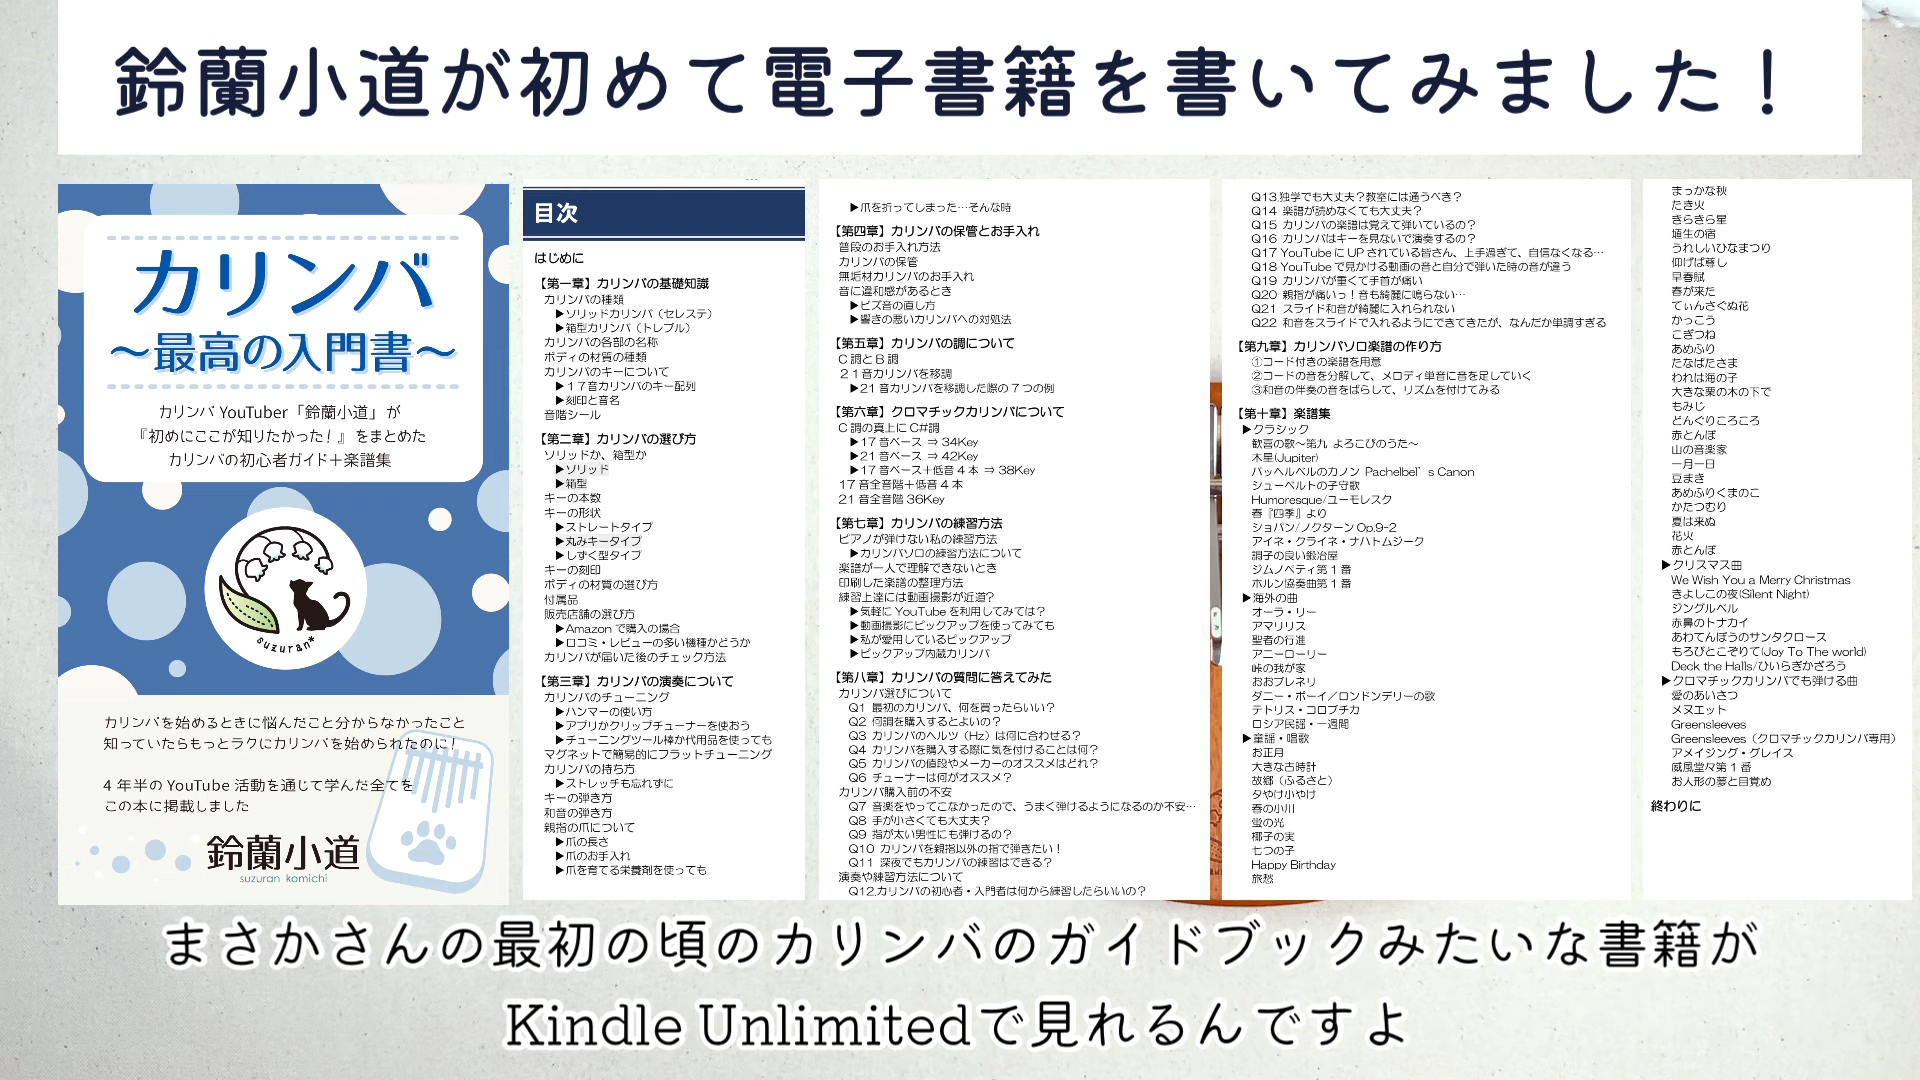 鈴蘭小道が初めて電子書籍を書いてみました！
カリンバ
～最高の入門書～
カリンバ YouTuber「鈴蘭小道」が
『初めにここが知りたかった！』をまとめた
カリンバの初心者ガイド＋楽譜集
suzuran*
カリンバを始めるときに悩んだこと分からなかったこと
知っていたらもっとラクにカリンバを始められたのに！
4 年半の YouTube 活動を通じて学んだ全てを
この本に掲載しました
鈴蘭小道
suzuran komichi
目次
はじめに
【第一章】カリンバの基礎知識
カリンバの種類
▶ソリッドカリンバ（セレステ）
▶箱型カリンバ（トレブル）
カリンバの各部の名称
ボディの材質の種類
カリンバのキーについて
▶１７音カリンバのキー配列
▶刻印と音名
音階シール
【第二章】カリンバの選び方
ソリッドか、箱型か
▶ソリッド
▶箱型
キーの本数
キーの形状
▶ストレートタイプ
▶丸みキータイプ
▶しずく型タイプ
キーの刻印
ボディの材質の選び方
付属品
販売店舗の選び方
▶Amazon で購入の場合
▶口コミ・レビューの多い機種かどうか
カリンバが届いた後のチェック方法
【第三章】カリンバの演奏について
カリンバのチューニング
▶ハンマーの使い方
▶アプリかクリップチューナーを使おう
▶チューニングツール棒か代用品を使っても
マグネットで簡易的にフラットチューニング
カリンバの持ち方
▶ストレッチも忘れずに
キーの弾き方
和音の弾き方
親指の爪について
▶爪の長さ
▶爪のお手入れ
▶爪を育てる栄養剤を使っても
▶爪を折ってしまった…そんな時
【第四章】カリンバの保管とお手入れ
普段のお手入れ方法
カリンバの保管
無垢材カリンバのお手入れ
音に違和感があるとき
▶ビズ音の直し方
▶響きの悪いカリンバへの対処法
【第五章】カリンバの調について
C 調と B 調
２１音カリンバを移調
▶21 音カリンバを移調した際の７つの例
【第六章】クロマチックカリンバについて
C 調の真上に C#調
▶17 音ベース ⇒ 34Key
▶21 音ベース ⇒ 42Key
▶17 音ベース＋低音 4 本 ⇒ 38Key
17 音全音階＋低音 4 本
21 音全音階 36Key
【第七章】カリンバの練習方法
ピアノが弾けない私の練習方法
▶カリンバソロの練習方法について
楽譜が一人で理解できないとき
印刷した楽譜の整理方法
練習上達には動画撮影が近道?
▶気軽に YouTube を利用してみては？
▶動画撮影にピックアップを使ってみても
▶私が愛用しているピックアップ
▶ピックアップ内蔵カリンバ
【第八章】カリンバの質問に答えてみた
カリンバ選びについて
Q1 最初のカリンバ、何を買ったらいい？
Q2 何調を購入するとよいの？
Q3 カリンバのヘルツ（Hz）は何に合わせる？
Q4 カリンバを購入する際に気を付けることは何？
Q5 カリンバの値段やメーカーのオススメはどれ？
Q6 チューナーは何がオススメ？
カリンバ購入前の不安
Q7 音楽をやってこなかったので、うまく弾けるようになるのか不安…
Q8 手が小さくても大丈夫？
Q9 指が太い男性にも弾けるの？
Q10 カリンバを親指以外の指で弾きたい！
Q11 深夜でもカリンバの練習はできる？
演奏や練習方法について
Q12.カリンバの初心者・入門者は何から練習したらいいの？
Q13.独学でも大丈夫？教室には通うべき？
Q14 楽譜が読めなくても大丈夫？
Q15 カリンバの楽譜は覚えて弾いているの？
Q16 カリンバはキーを見ないで演奏するの？
Q17 YouTube に UP されている皆さん、上手過ぎて、自信なくなる…
Q18 YouTube で見かける動画の音と自分で弾いた時の音が違う
Q19 カリンバが重くて手首が痛い
Q20 親指が痛いっ！音も綺麗に鳴らない…
Q21 スライド和音が綺麗に入れられない
Q22 和音をスライドで入れるようにできてきたが、なんだか単調すぎる
【第九章】カリンバソロ楽譜の作り方
①コード付きの楽譜を用意
②コードの音を分解して、メロディ単音に音を足していく
③和音の伴奏の音をばらして、リズムを付けてみる
【第十章】楽譜集
▶クラシック
歓喜の歌～第九 よろこびのうた～
木星(Jupiter)
パッヘルベルのカノン Pachelbel’s Canon
シューベルトの子守歌
Humoresque/ユーモレスク
春『四季』より
ショパン/ノクターン Op.9-2
アイネ・クライネ・ナハトムジーク
調子の良い鍛冶屋
ジムノペティ第 1 番
ホルン協奏曲第 1 番
▶海外の曲
オーラ・リー
アマリリス
聖者の行進
アニーローリー
峠の我が家
おおブレネリ
ダニー・ボーイ／ロンドンデリーの歌
テトリス・コロブチカ
ロシア民謡・一週間
▶童謡・唱歌
お正月
大きな古時計
故郷（ふるさと）
夕やけ小やけ
春の小川
蛍の光
椰子の実
七つの子
Happy Birthday
旅愁
まっかな秋
たき火
きらきら星
埴生の宿
うれしいひなまつり
仰げば尊し
早春賦
春が来た
てぃんさぐぬ花
かっこう
こぎつね
あめふり
たなばたさま
われは海の子
大きな栗の木の下で
もみじ
どんぐりころころ
赤とんぼ
山の音楽家
一月一日
豆まき
あめふりくまのこ
かたつむり
夏は来ぬ
花火
赤とんぼ
▶クリスマス曲
We Wish You a Merry Christmas
きよしこの夜(Silent Night)
ジングルベル
赤鼻のトナカイ
あわてんぼうのサンタクロース
もろびとこぞりて(Joy To The world)
Deck the Halls/ひいらぎかざろう
▶クロマチックカリンバでも弾ける曲
愛のあいさつ
メヌエット
Greensleeves
Greensleeves（クロマチックカリンバ専用）
アメイジング・グレイス
威風堂々第 1 番
お人形の夢と目覚め
終わりに
まさかさんの最初の頃のカリンバのガイドブックみたいな書籍が
Kindle Unlimitedで見れるんですよ